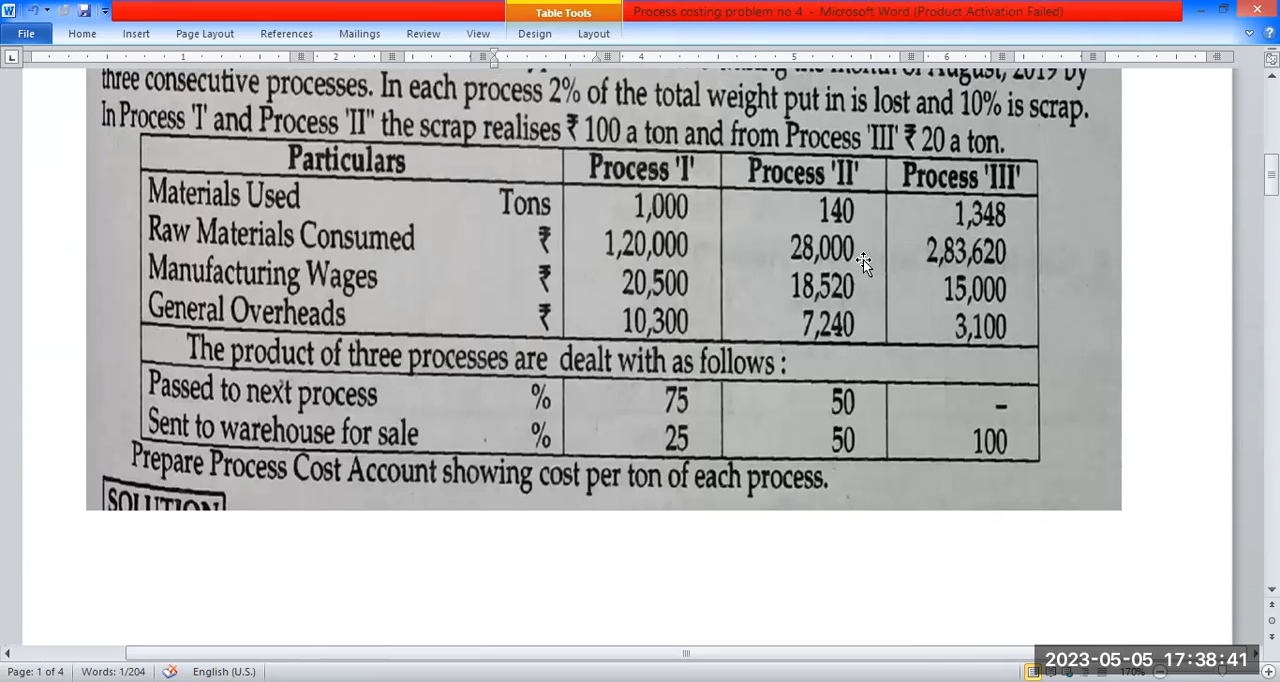 Table Tools
Process costing problem no 4 - Microsoft Word (Product Activation Failed)
File Home Insert Page Layout References Mailings Review View Design Layout
1 2 4 5 6
three consecutive processes. In each process 2% of the total weight put in is lost and 10% is scrap.
In Process 'I' and Process 'II" the scrap realises ₹ 100 a ton and from Process 'III' ₹ 20 a ton.
Particulars Process 'I' Process 'II' Process 'III'
Materials Used Tons 1,000 140 1,348
Raw Materials Consumed ₹ 1,20,000 28,000 2,83,620
Manufacturing Wages ₹ 20,500 18,520 15,000
General Overheads ₹ 10,300 7,240 3,100
The product of three processes are dealt with as follows :
Passed to next process % 75 50 –
Sent to warehouse for sale % 25 50 100
Prepare Process Cost Account showing cost per ton of each process.
SOLUTION
Page: 1 of 4 Words: 1/204 English (U.S.) 170%
2023-05-05 17:38:41